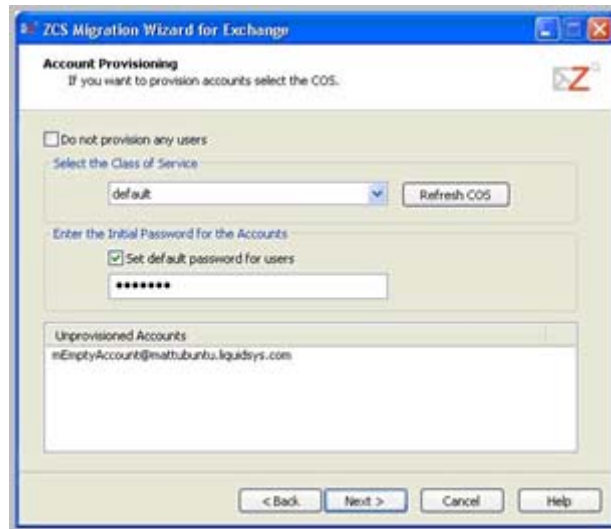 ZCS Migration Wizard for Exchange
Account Provisioning
If you want to provision accounts select the COS.
Do not provision any users
Select the Class of Service
default
Refresh COS
Enter the Initial Password for the Accounts
Set default password for users
•••••••
Unprovisioned Accounts
mEmptyAccount@mattubuntu.liquidsys.com
< Back Next > Cancel Help